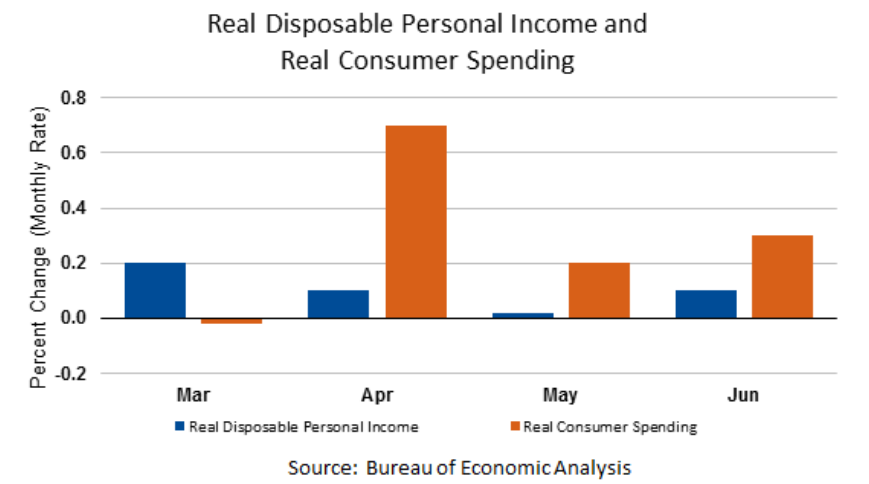 Real Disposable Personal Income and
Real Consumer Spending
Percent Change (Monthly Rate)
0.8
0.6
0.4
0.2
0.0
-0.2
Mar Apr May Jun
Real Disposable Personal Income Real Consumer Spending
Source: Bureau of Economic Analysis